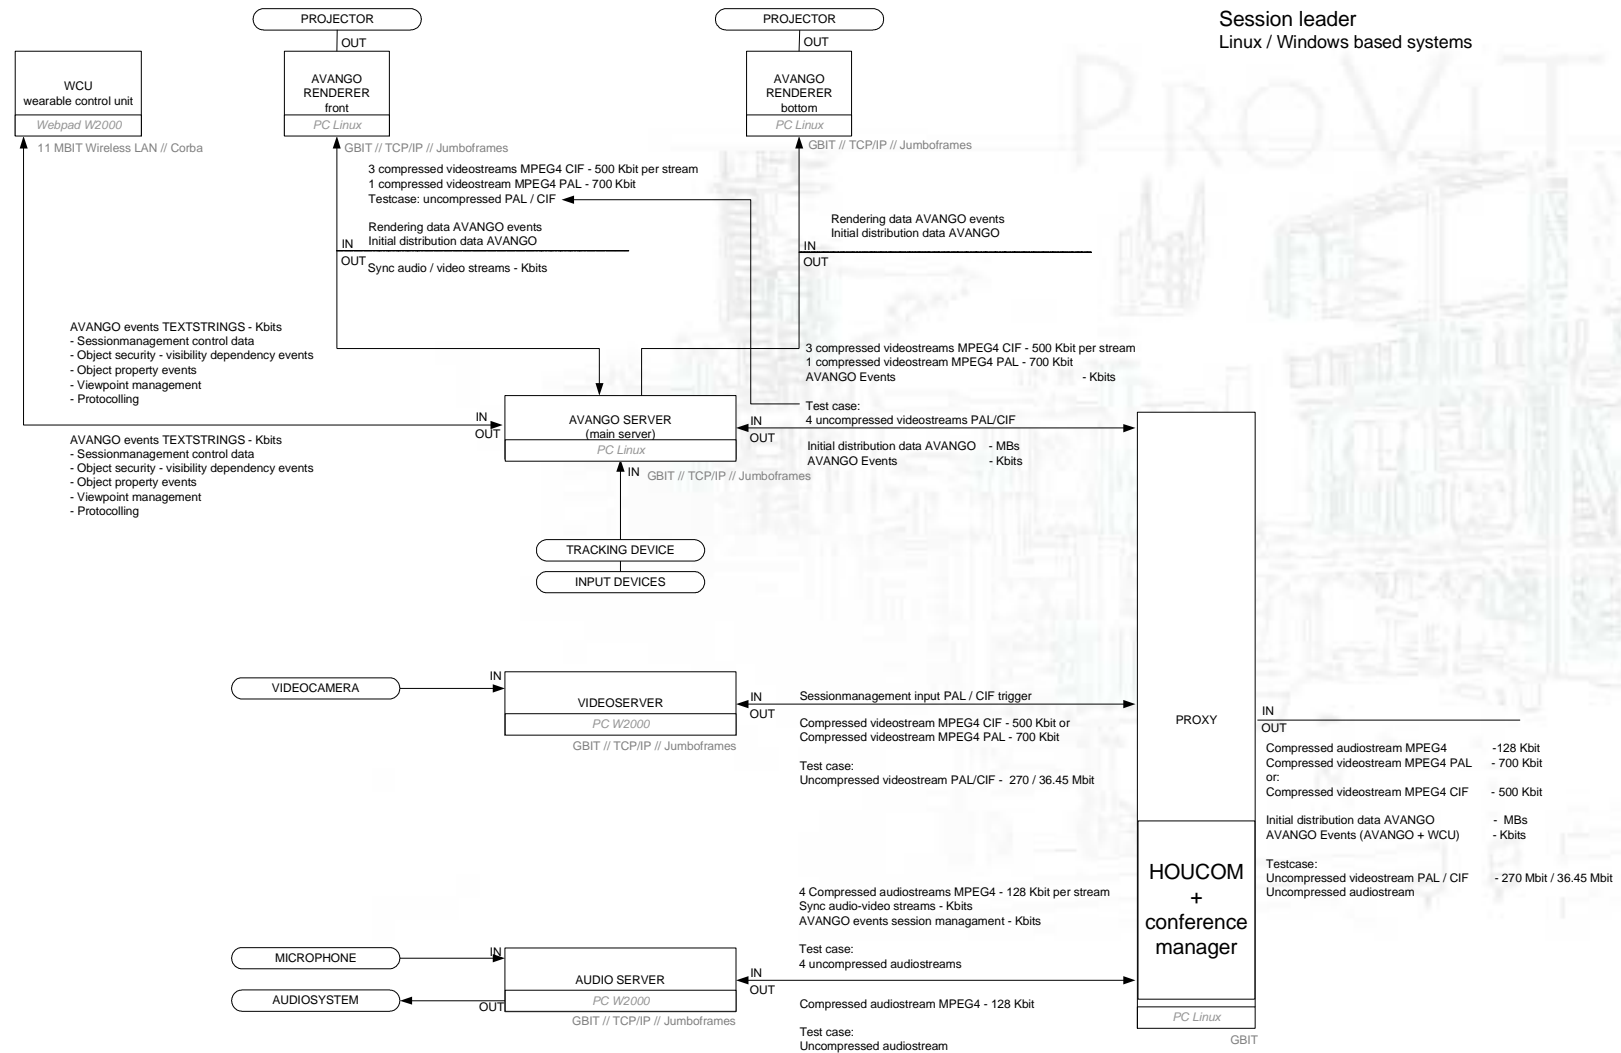 PROJECTOR
OUT
PROJECTOR
OUT
Session leader
Linux / Windows based systems
PROVIT
WCU
wearable control unit
Webpad W2000
11 MBIT Wireless LAN // Corba
AVANGO
RENDERER
front
PC Linux
GBIT // TCP/IP // Jumboframes
AVANGO
RENDERER
bottom
PC Linux
GBIT // TCP/IP // Jumboframes
3 compressed videostreams MPEG4 CIF - 500 Kbit per stream
1 compressed videostream MPEG4 PAL - 700 Kbit
Testcase: uncompressed PAL / CIF
Rendering data AVANGO events
Initial distribution data AVANGO
IN
OUT
Sync audio / video streams - Kbits
Rendering data AVANGO events
Initial distribution data AVANGO
IN
OUT
AVANGO events TEXTSTRINGS - Kbits
- Sessionmanagement control data
- Object security - visibility dependency events
- Object property events
- Viewpoint management
- Protocolling
IN
OUT
AVANGO events TEXTSTRINGS - Kbits
- Sessionmanagement control data
- Object security - visibility dependency events
- Object property events
- Viewpoint management
- Protocolling
AVANGO SERVER
(main server)
PC Linux
IN
GBIT // TCP/IP // Jumboframes
3 compressed videostreams MPEG4 CIF - 500 Kbit per stream
1 compressed videostream MPEG4 PAL - 700 Kbit
AVANGO Events - Kbits
Test case:
4 uncompressed videostreams PAL/CIF
IN
OUT
Initial distribution data AVANGO - MBs
AVANGO Events - Kbits
TRACKING DEVICE
INPUT DEVICES
VIDEOCAMERA
IN
VIDEOSERVER
PC W2000
GBIT // TCP/IP // Jumboframes
IN
OUT
Sessionmanagement input PAL / CIF trigger
Compressed videostream MPEG4 CIF - 500 Kbit or
Compressed videostream MPEG4 PAL - 700 Kbit
Test case:
Uncompressed videostream PAL/CIF - 270 / 36.45 Mbit
PROXY
IN
OUT
Compressed audiostream MPEG4 -128 Kbit
Compressed videostream MPEG4 PAL - 700 Kbit
or:
Compressed videostream MPEG4 CIF - 500 Kbit
Initial distribution data AVANGO - MBs
AVANGO Events (AVANGO + WCU) - Kbits
Testcase:
Uncompressed videostream PAL / CIF - 270 Mbit / 36.45 Mbit
Uncompressed audiostream
HOUCOM
+
conference
manager
PC Linux
GBIT
4 Compressed audiostreams MPEG4 - 128 Kbit per stream
Sync audio-video streams - Kbits
AVANGO events session managament - Kbits
Test case:
4 uncompressed audiostreams
MICROPHONE
IN
AUDIOSYSTEM
OUT
AUDIO SERVER
PC W2000
GBIT // TCP/IP // Jumboframes
IN
OUT
Compressed audiostream MPEG4 - 128 Kbit
Test case:
Uncompressed audiostream